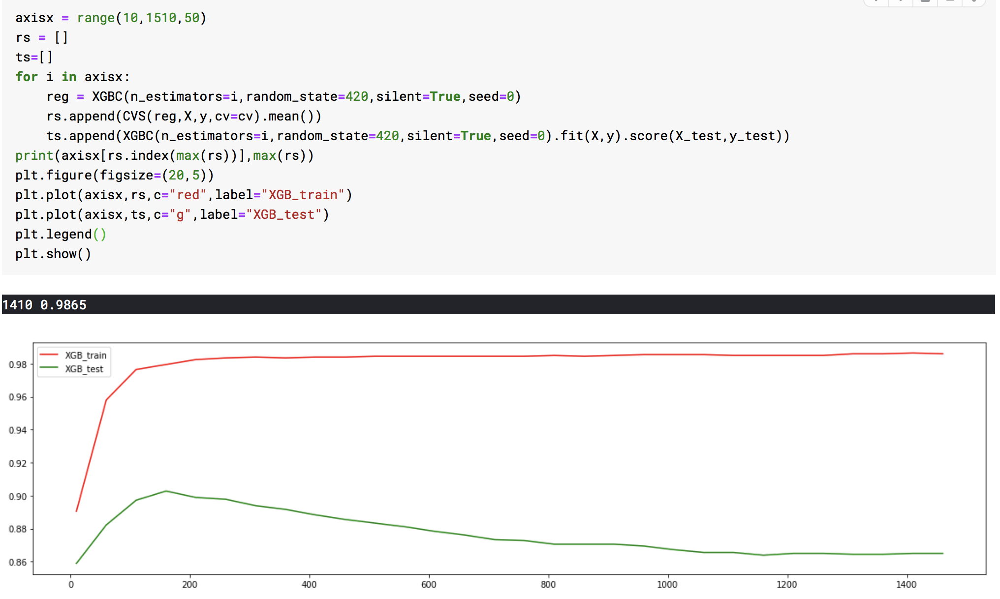 axisx = range(10,1510,50)
rs = []
ts=[]
for i in axisx:
    reg = XGBC(n_estimators=i,random_state=420,silent=True,seed=0)
    rs.append(CVS(reg,X,y,cv=cv).mean())
    ts.append(XGBC(n_estimators=i,random_state=420,silent=True,seed=0).fit(X,y).score(X_test,y_test))
print(axisx[rs.index(max(rs))],max(rs))
plt.figure(figsize=(20,5))
plt.plot(axisx,rs,c="red",label="XGB_train")
plt.plot(axisx,ts,c="g",label="XGB_test")
plt.legend()
plt.show()
1410 0.9865
XGB_train
XGB_test
0.98
0.96
0.94
0.92
0.90
0.88
0.86
0 200 400 600 800 1000 1200 1400